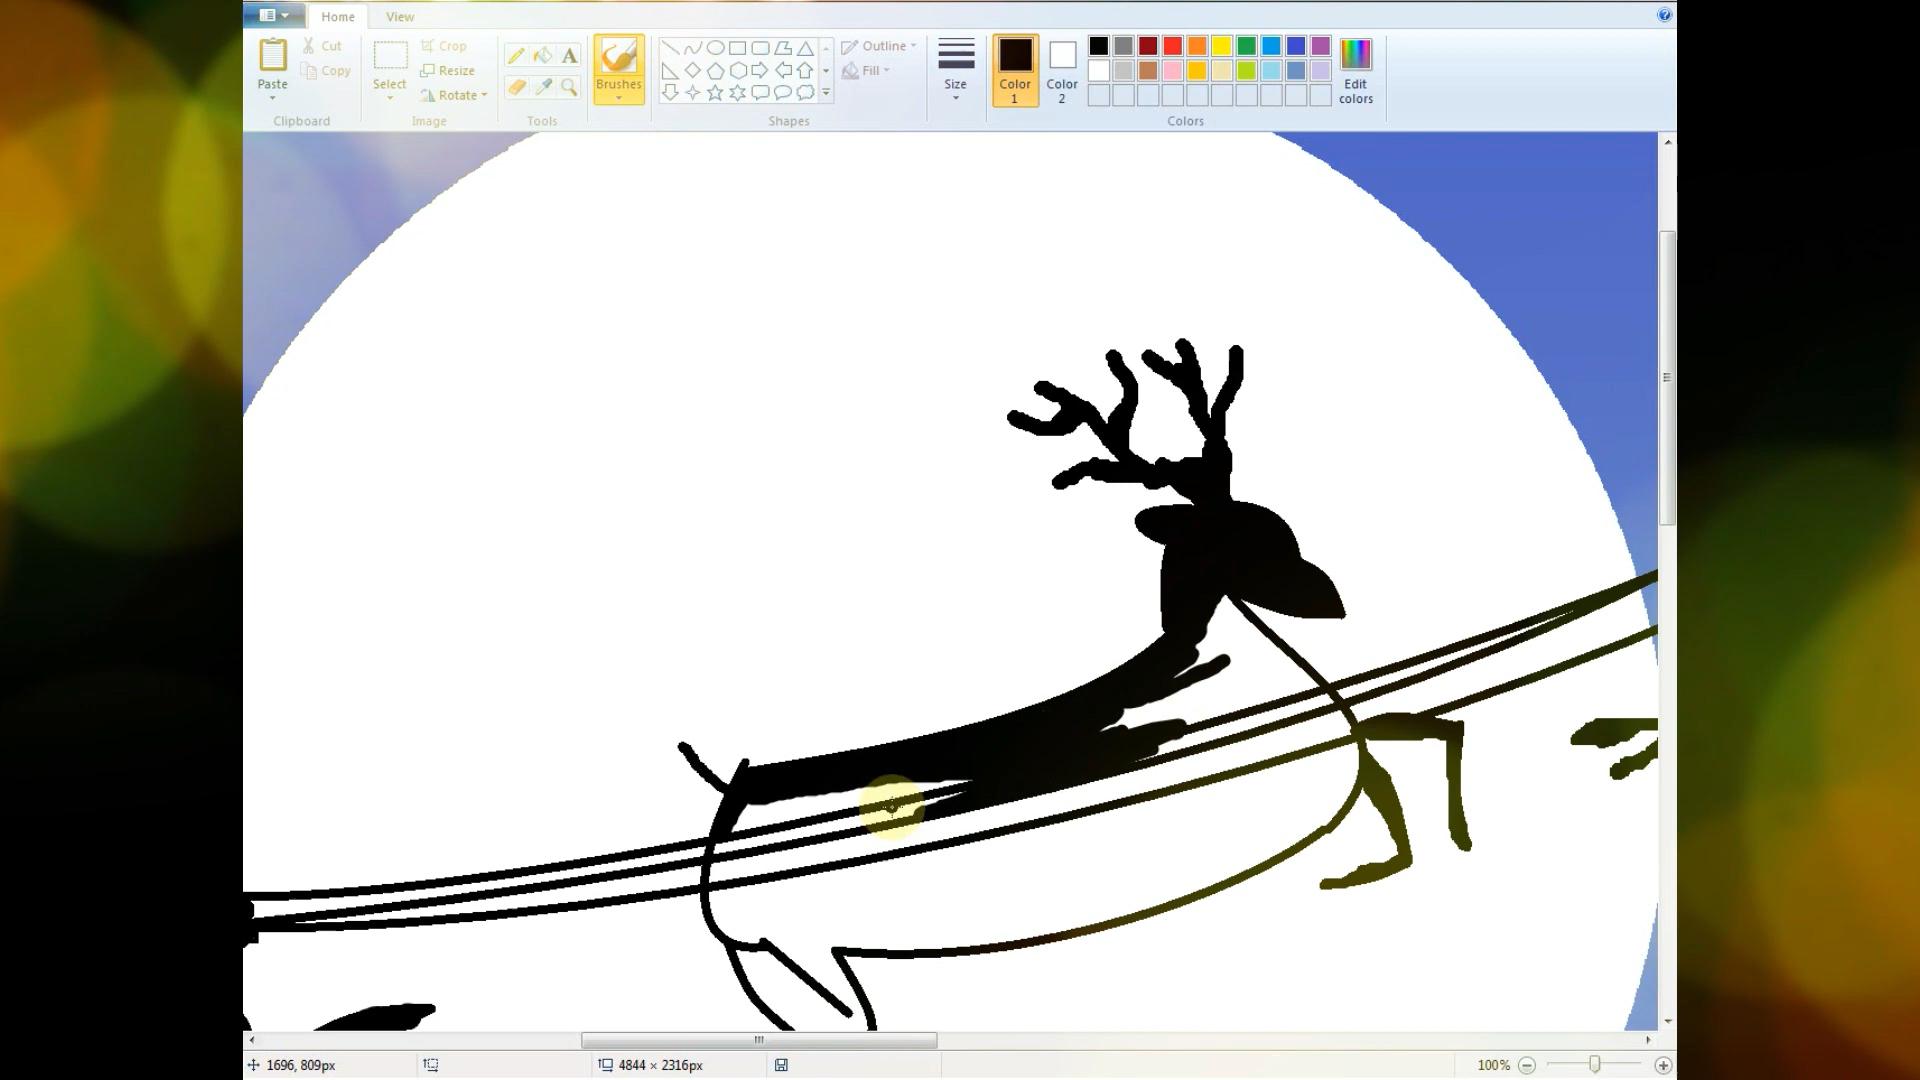 Home View
Paste
Cut
Copy
Clipboard
Select
Crop
Resize
Rotate
Image
Tools
Brushes
Shapes
Outline
Fill
Size
Color 1
Color 2
Edit colors
Colors
1696, 809px
4844 × 2316px
100%